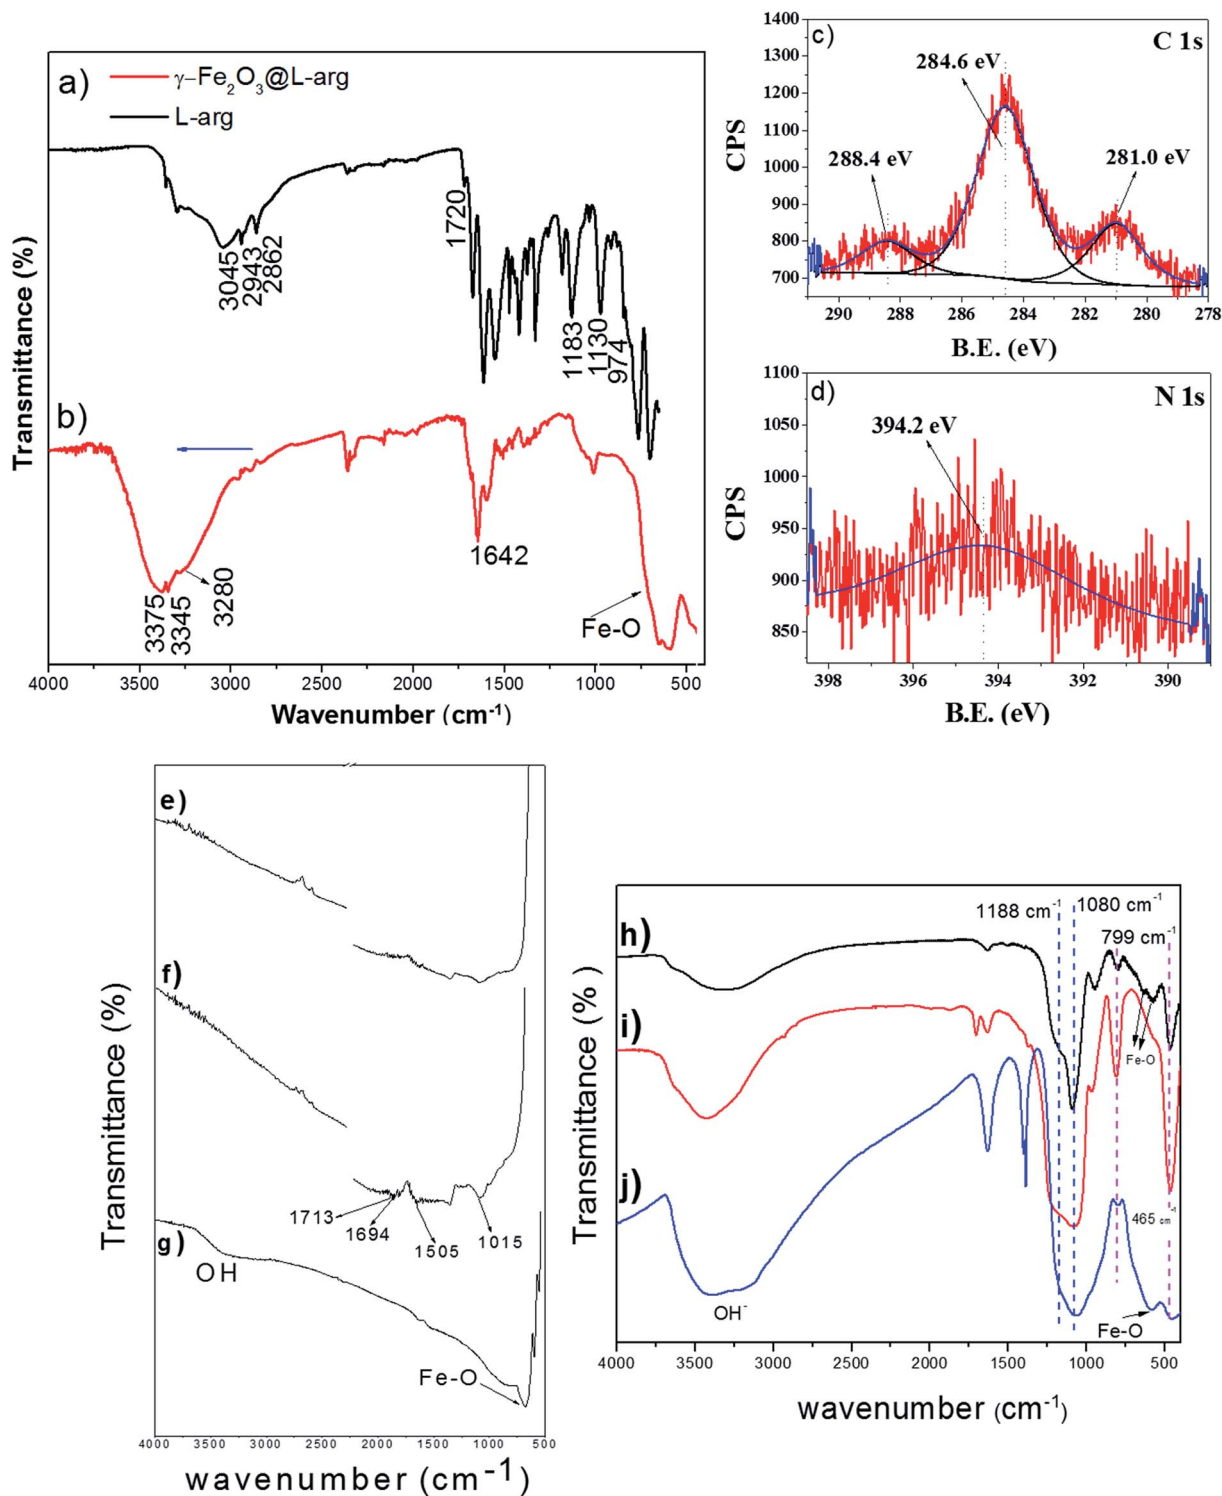 a)
γ–Fe₂O₃@L-arg
L-arg
3045
2943
2862
1720
1183
1130
974
b)
3375
3345
3280
1642
Fe-O
Transmittance (%)
4000 3500 3000 2500 2000 1500 1000 500
Wavenumber (cm⁻¹)
c)
C 1s
284.6 eV
288.4 eV
281.0 eV
CPS
1400
1300
1200
1100
1000
900
800
700
290 288 286 284 282 280 278
B.E. (eV)
d)
N 1s
394.2 eV
CPS
1100
1050
1000
950
900
850
398 396 394 392 390
B.E. (eV)
e)
f)
1713
1694
1505
1015
g)
OH
Fe-O
Transmittance (%)
4000 3500 3000 2500 2000 1500 1000 500
wavenumber (cm⁻¹)
1188 cm⁻¹
1080 cm⁻¹
799 cm⁻¹
h)
Fe-O
i)
j)
465 cm⁻¹
OH⁻
Fe-O
Transmittance (%)
4000 3500 3000 2500 2000 1500 1000 500
wavenumber (cm⁻¹)